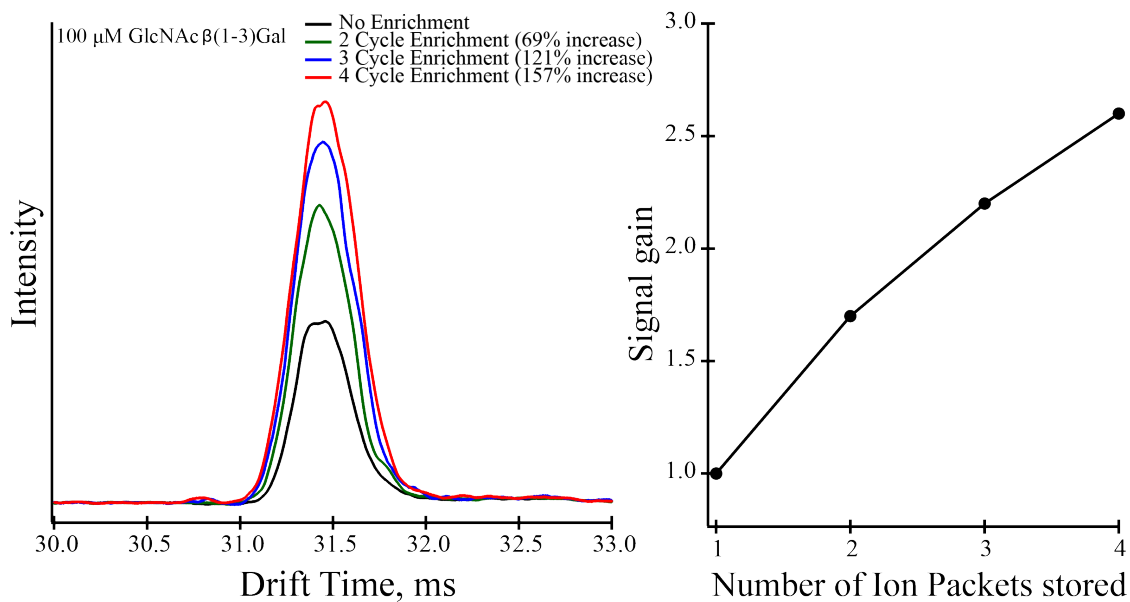 100 μM GlcNAcβ(1-3)Gal
No Enrichment
2 Cycle Enrichment (69% increase)
3 Cycle Enrichment (121% increase)
4 Cycle Enrichment (157% increase)
Intensity
30.0 30.5 31.0 31.5 32.0 32.5 33.0
Drift Time, ms
Signal gain
3.0
2.5
2.0
1.5
1.0
1 2 3 4
Number of Ion Packets stored